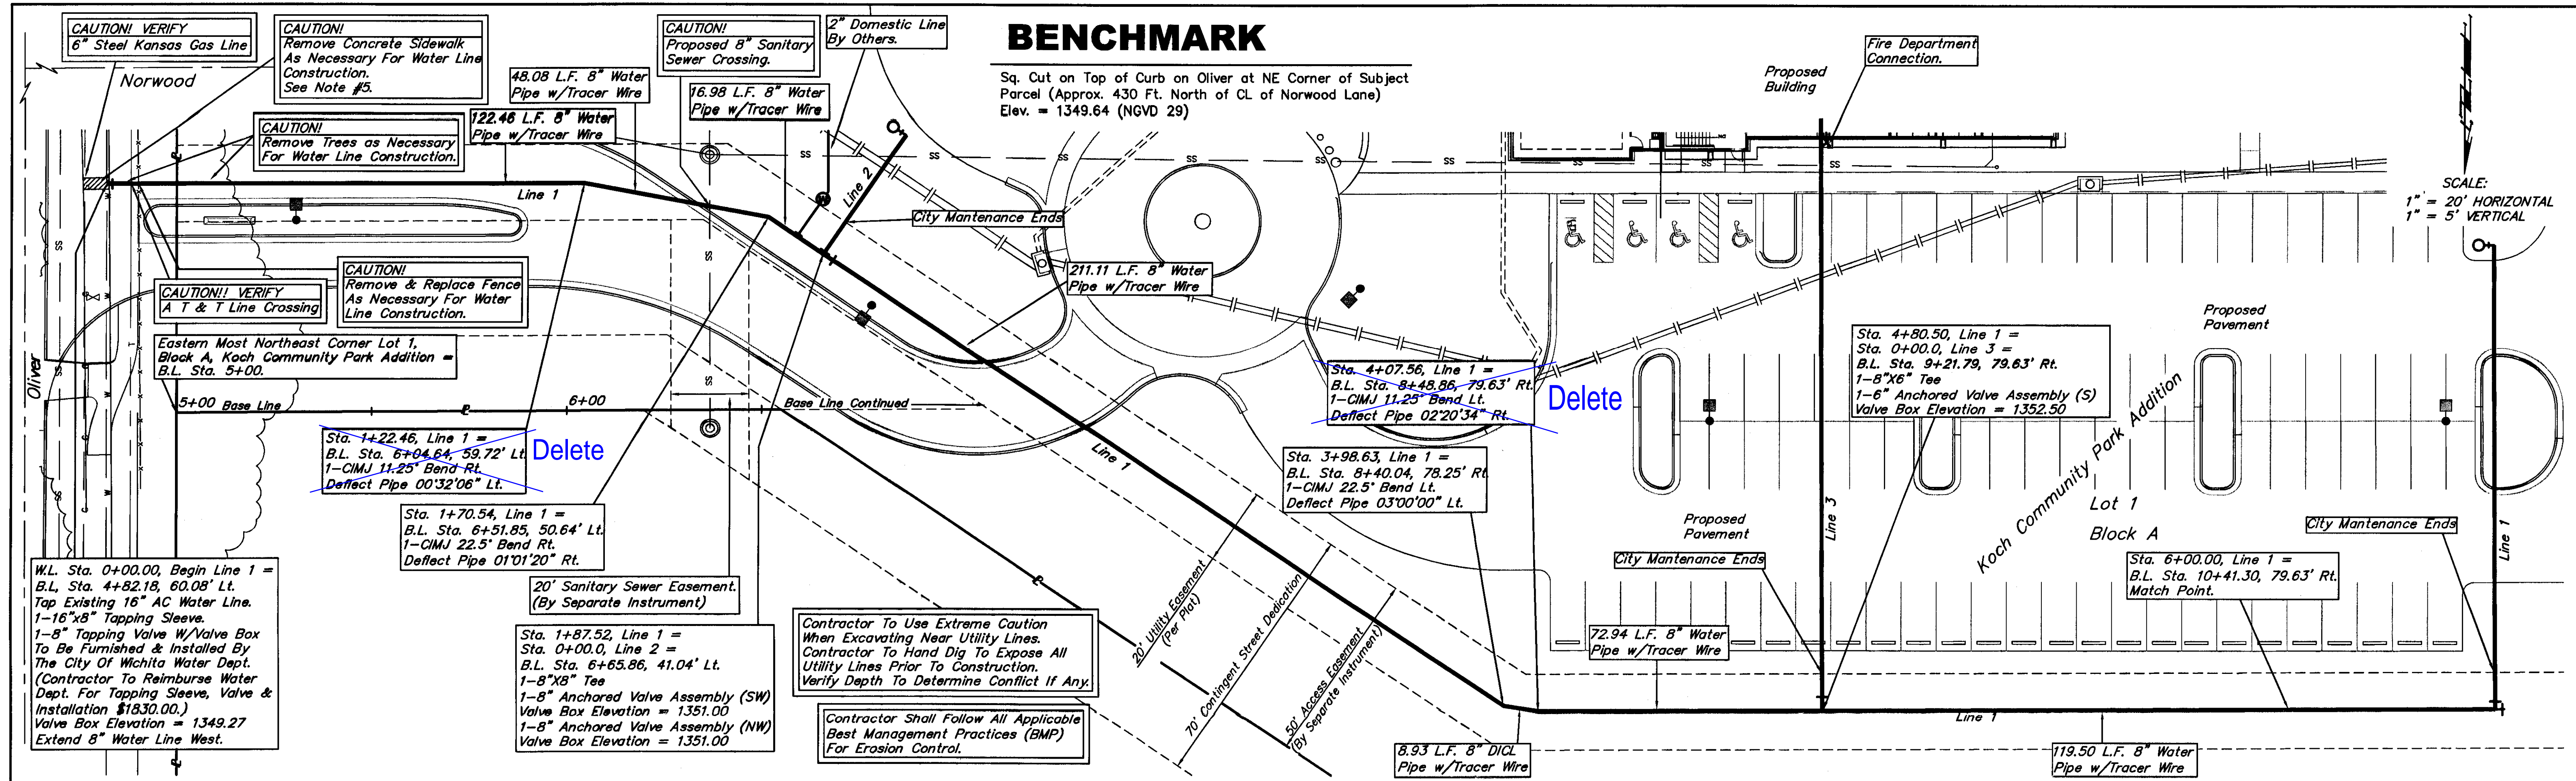 CAUTION! VERIFY
6" Steel Kansas Gas Line
CAUTION!
Remove Concrete Sidewalk
As Necessary For Water Line
Construction.
See Note #5.
Norwood
48.08 L.F. 8" Water
Pipe w/Tracer Wire
CAUTION!
Proposed 8" Sanitary
Sewer Crossing.
2" Domestic Line
By Others.
BENCHMARK
Sq. Cut on Top of Curb on Oliver at NE Corner of Subject
Parcel (Approx. 430 Ft. North of CL of Norwood Lane)
Elev. = 1349.64 (NGVD 29)
Proposed
Building
Fire Department
Connection.
16.98 L.F. 8" Water
Pipe w/Tracer Wire
122.46 L.F. 8" Water
Pipe w/Tracer Wire
CAUTION!
Remove Trees as Necessary
For Water Line Construction.
SS
SS
SS
SS
SS
SS
SS
SS
SS
SCALE:
1" = 20' HORIZONTAL
1" = 5' VERTICAL
Line 1
Line 2
W
City Mantenance Ends
211.11 L.F. 8" Water
Pipe w/Tracer Wire
CAUTION!
Remove & Replace Fence
As Necessary For Water
Line Construction.
CAUTION!! VERIFY
A T & T Line Crossing
Eastern Most Northeast Corner Lot 1,
Block A, Koch Community Park Addition =
B.L. Sta. 5+00.
Oliver
5+00 Base Line
6+00
Base Line Continued
Sta. 1+22.46, Line 1 =
B.L. Sta. 6+04.64, 59.72' Lt.
1-CIMJ 11.25° Bend Rt.
Deflect Pipe 00°32'06" Lt.
Delete
Sta. 4+07.56, Line 1 =
B.L. Sta. 8+48.86, 79.63' Rt.
1-CIMJ 11.25° Bend Lt.
Deflect Pipe 02°20'34" Rt.
Delete
Proposed
Pavement
Sta. 4+80.50, Line 1 =
Sta. 0+00.0, Line 3 =
B.L. Sta. 9+21.79, 79.63' Rt.
1-8"X6" Tee
1-6" Anchored Valve Assembly (S)
Valve Box Elevation = 1352.50
Line 1
Sta. 3+98.63, Line 1 =
B.L. Sta. 8+40.04, 78.25' Rt.
1-CIMJ 22.5° Bend Lt.
Deflect Pipe 03°00'00" Lt.
Koch Community Park Addition
Lot 1
Block A
Line 3
Proposed
Pavement
City Mantenance Ends
City Mantenance Ends
Line 1
Sta. 1+70.54, Line 1 =
B.L. Sta. 6+51.85, 50.64' Lt.
1-CIMJ 22.5° Bend Rt.
Deflect Pipe 01°01'20" Rt.
Sta. 6+00.00, Line 1 =
B.L. Sta. 10+41.30, 79.63' Rt.
Match Point.
W.L. Sta. 0+00.00, Begin Line 1 =
B.L, Sta. 4+82.18, 60.08' Lt.
Tap Existing 16" AC Water Line.
1-16"x8" Tapping Sleeve.
1-8" Tapping Valve W/Valve Box
To Be Furnished & Installed By
The City Of Wichita Water Dept.
(Contractor To Reimburse Water
Dept. For Tapping Sleeve, Valve &
Installation $1830.00.)
Valve Box Elevation = 1349.27
Extend 8" Water Line West.
20' Sanitary Sewer Easement.
(By Separate Instrument)
Sta. 1+87.52, Line 1 =
Sta. 0+00.0, Line 2 =
B.L. Sta. 6+65.86, 41.04' Lt.
1-8"X8" Tee
1-8" Anchored Valve Assembly (SW)
Valve Box Elevation = 1351.00
1-8" Anchored Valve Assembly (NW)
Valve Box Elevation = 1351.00
Contractor To Use Extreme Caution
When Excavating Near Utility Lines.
Contractor To Hand Dig To Expose All
Utility Lines Prior To Construction.
Verify Depth To Determine Conflict If Any.
Contractor Shall Follow All Applicable
Best Management Practices (BMP)
For Erosion Control.
20' Utility Easement
(Per Plat)
70' Contingent Street Dedication
50' Access Easement
(By Separate Instrument)
72.94 L.F. 8" Water
Pipe w/Tracer Wire
8.93 L.F. 8" DICL
Pipe w/Tracer Wire
Line 1
119.50 L.F. 8" Water
Pipe w/Tracer Wire